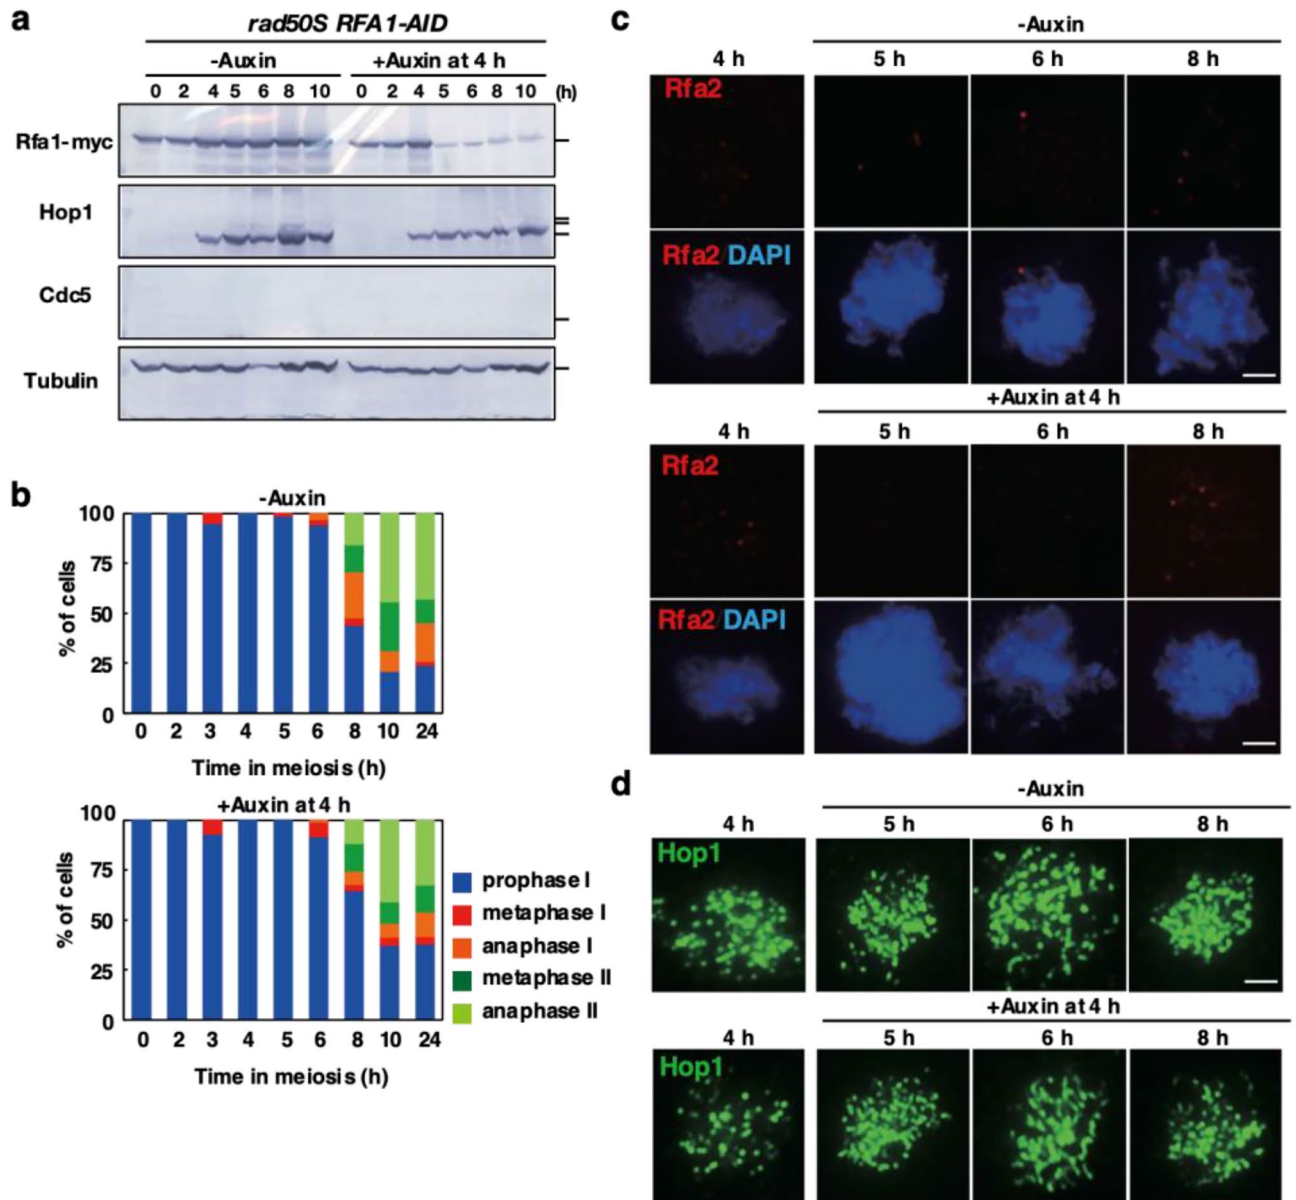 a
rad50S RFA1-AID
-Auxin +Auxin at 4 h
0 2 4 5 6 8 10 0 2 4 5 6 8 10 (h)
Rfa1-myc
Hop1
Cdc5
Tubulin
b
-Auxin
% of cells
100
75
50
25
0
0 2 3 4 5 6 8 10 24
Time in meiosis (h)
+Auxin at 4 h
% of cells
100
75
50
25
0
0 2 3 4 5 6 8 10 24
Time in meiosis (h)
prophase I
metaphase I
anaphase I
metaphase II
anaphase II
c
-Auxin
4 h 5 h 6 h 8 h
Rfa2
Rfa2 DAPI
+Auxin at 4 h
4 h 5 h 6 h 8 h
Rfa2
Rfa2 DAPI
d
-Auxin
4 h 5 h 6 h 8 h
Hop1
+Auxin at 4 h
4 h 5 h 6 h 8 h
Hop1